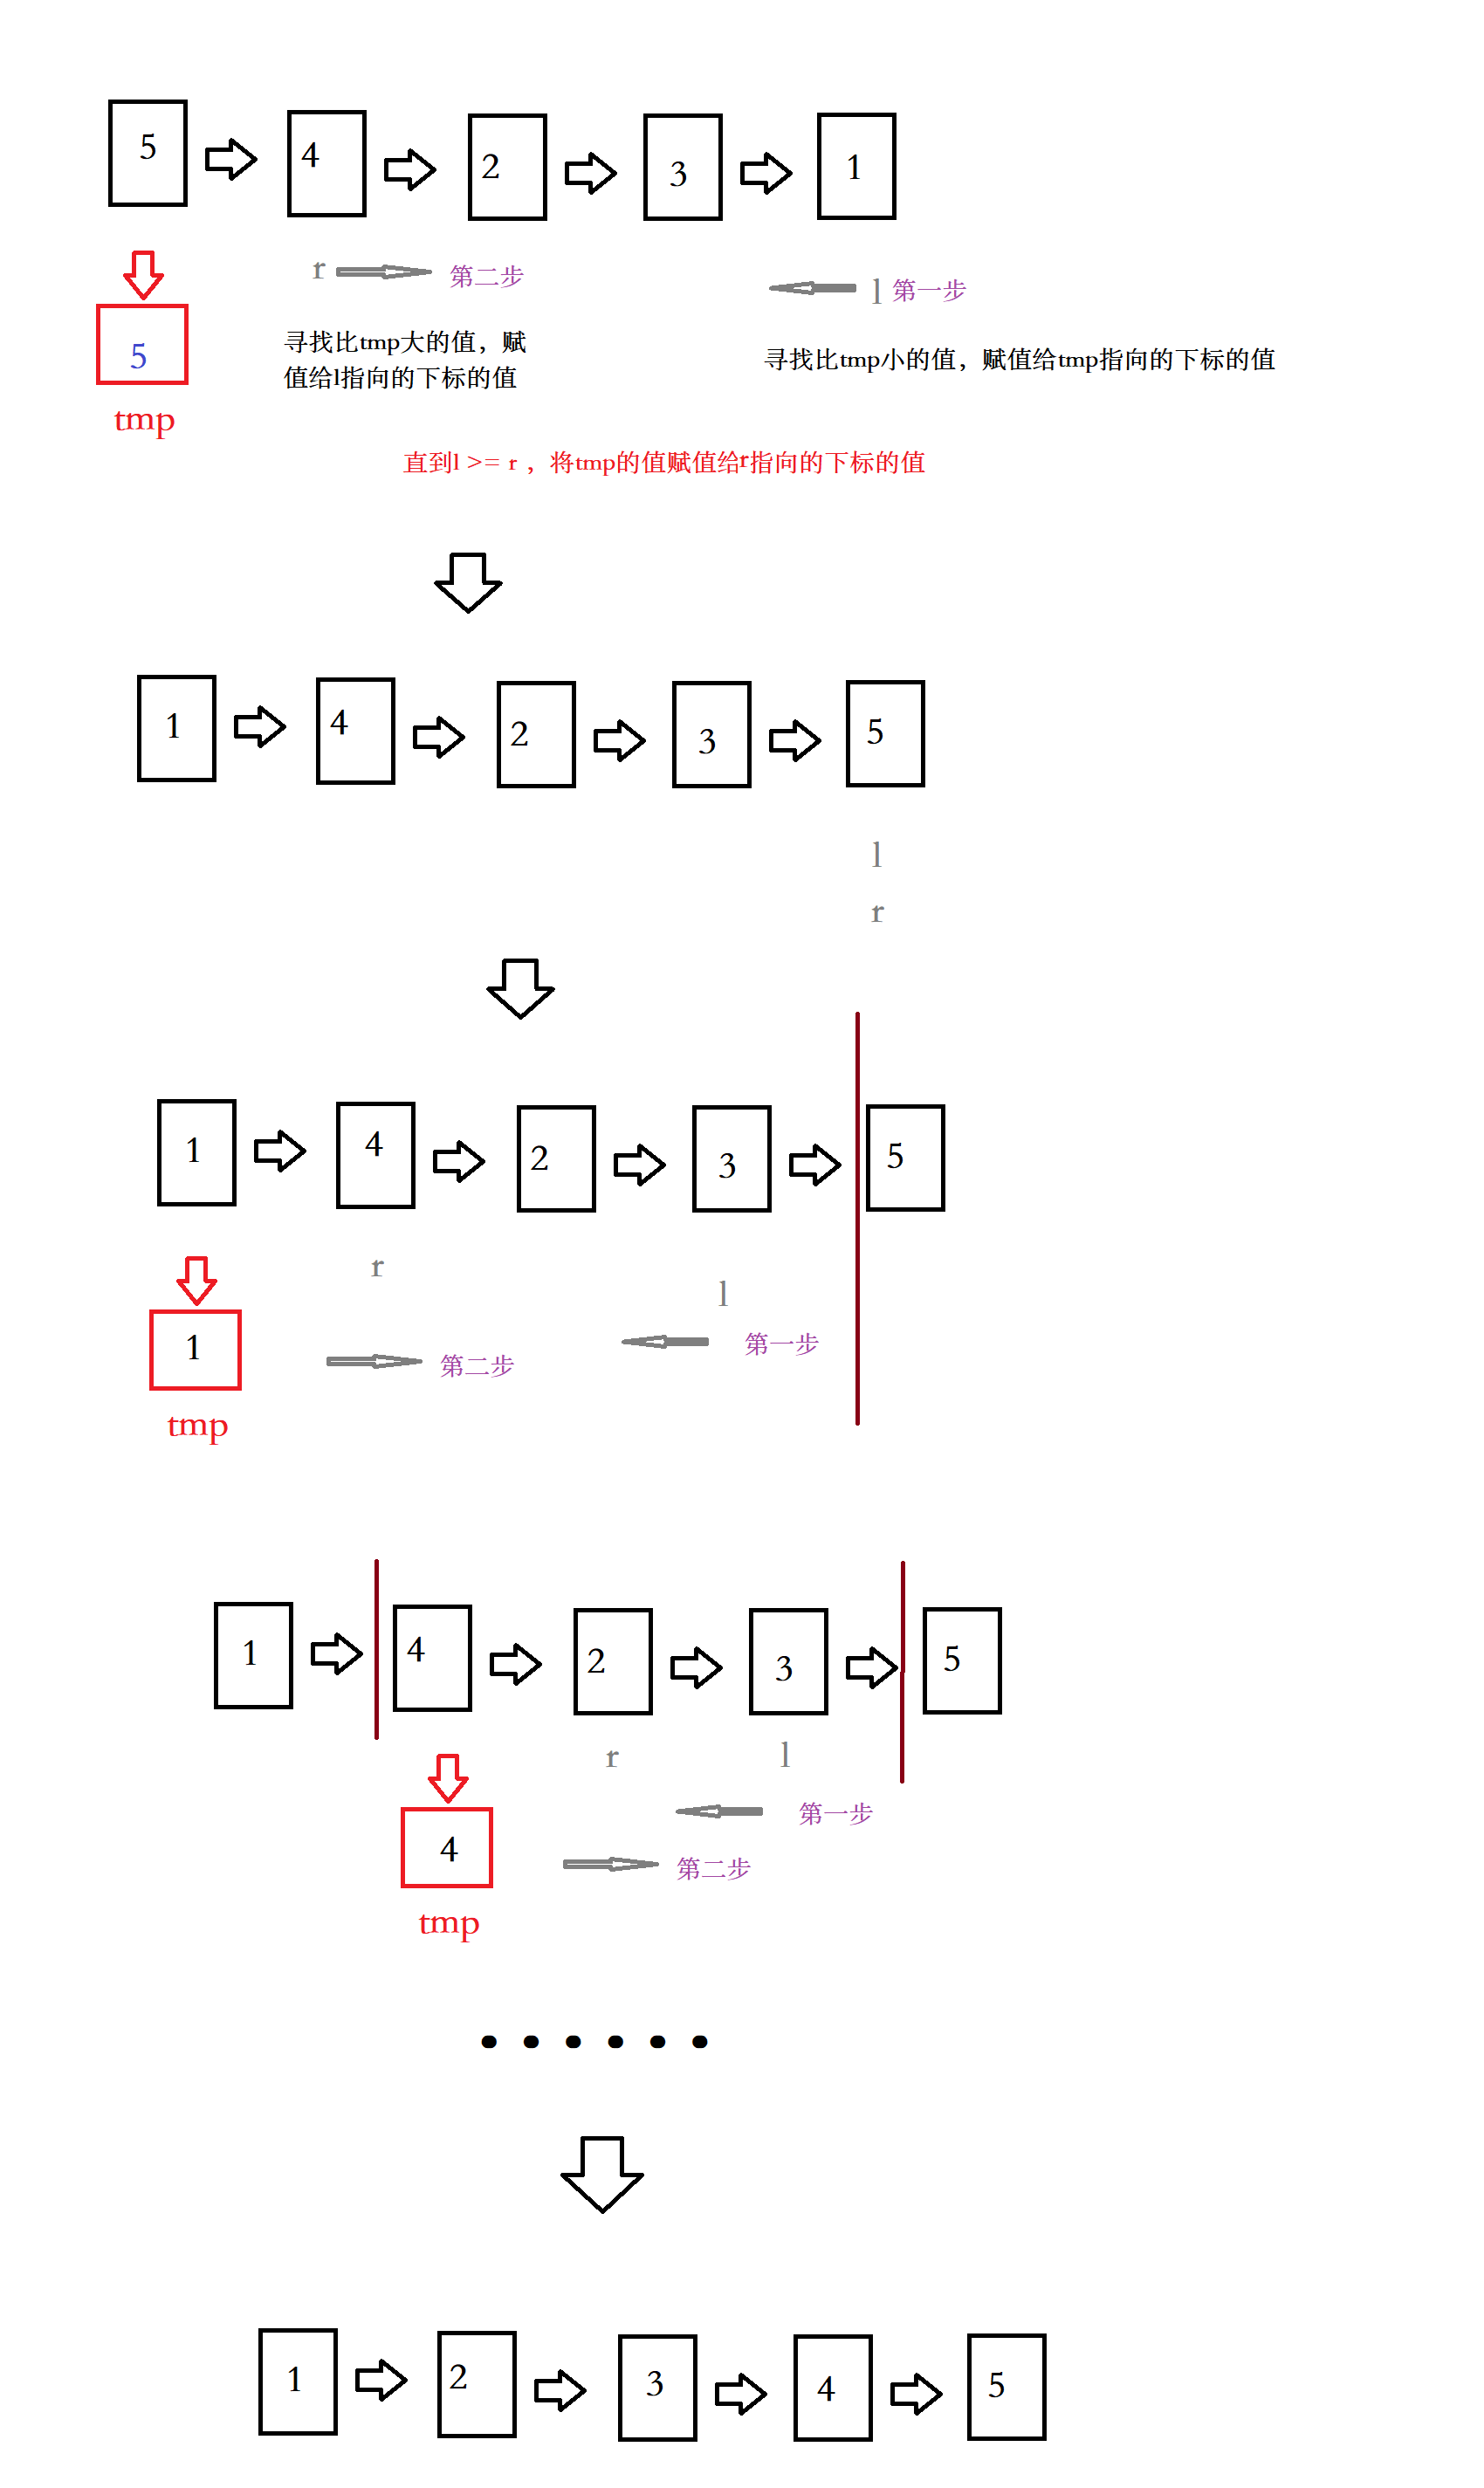 5 4 2 3 1
r 第二步 l 第一步
寻找比tmp大的值，赋
值给l指向的下标的值
寻找比tmp小的值，赋值给tmp指向的下标的值
5
tmp
直到l >= r ，将tmp的值赋值给r指向的下标的值
1 4 2 3 5
l
r
1 4 2 3 5
r l
1 第二步 第一步
tmp
1 4 2 3 5
r l
第一步
4 第二步
tmp
......
1 2 3 4 5